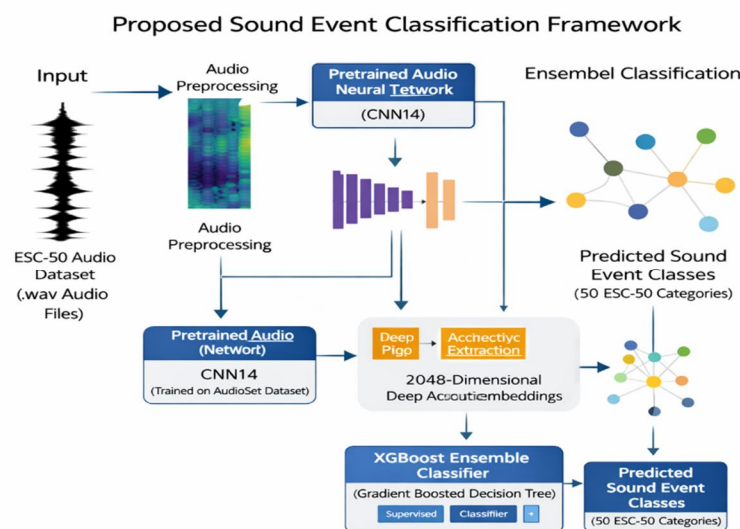 Proposed Sound Event Classification Framework
Input
Audio
Preprocessing
Audio
Preprocessing
ESC-50 Audio
Dataset
(.wav Audio
Files)
Pretrained Audio
Neural Tetwork
(CNN14)
Ensembel Classification
Predicted Sound
Event Classes
(50 ESC-50 Categories)
Pretrained Audio
(Networt)
CNN14
(Trained on AudioSet Dataset)
Deep
Pigp
Acchectiyc
Extraction
2048-Dimensional
Deep
XGBoost Ensemble
Classifier
(Gradient Boosted Decision Tree)
Supervised
+
Predicted
Sound Event
Classes
(50 ESC-50 Categories)